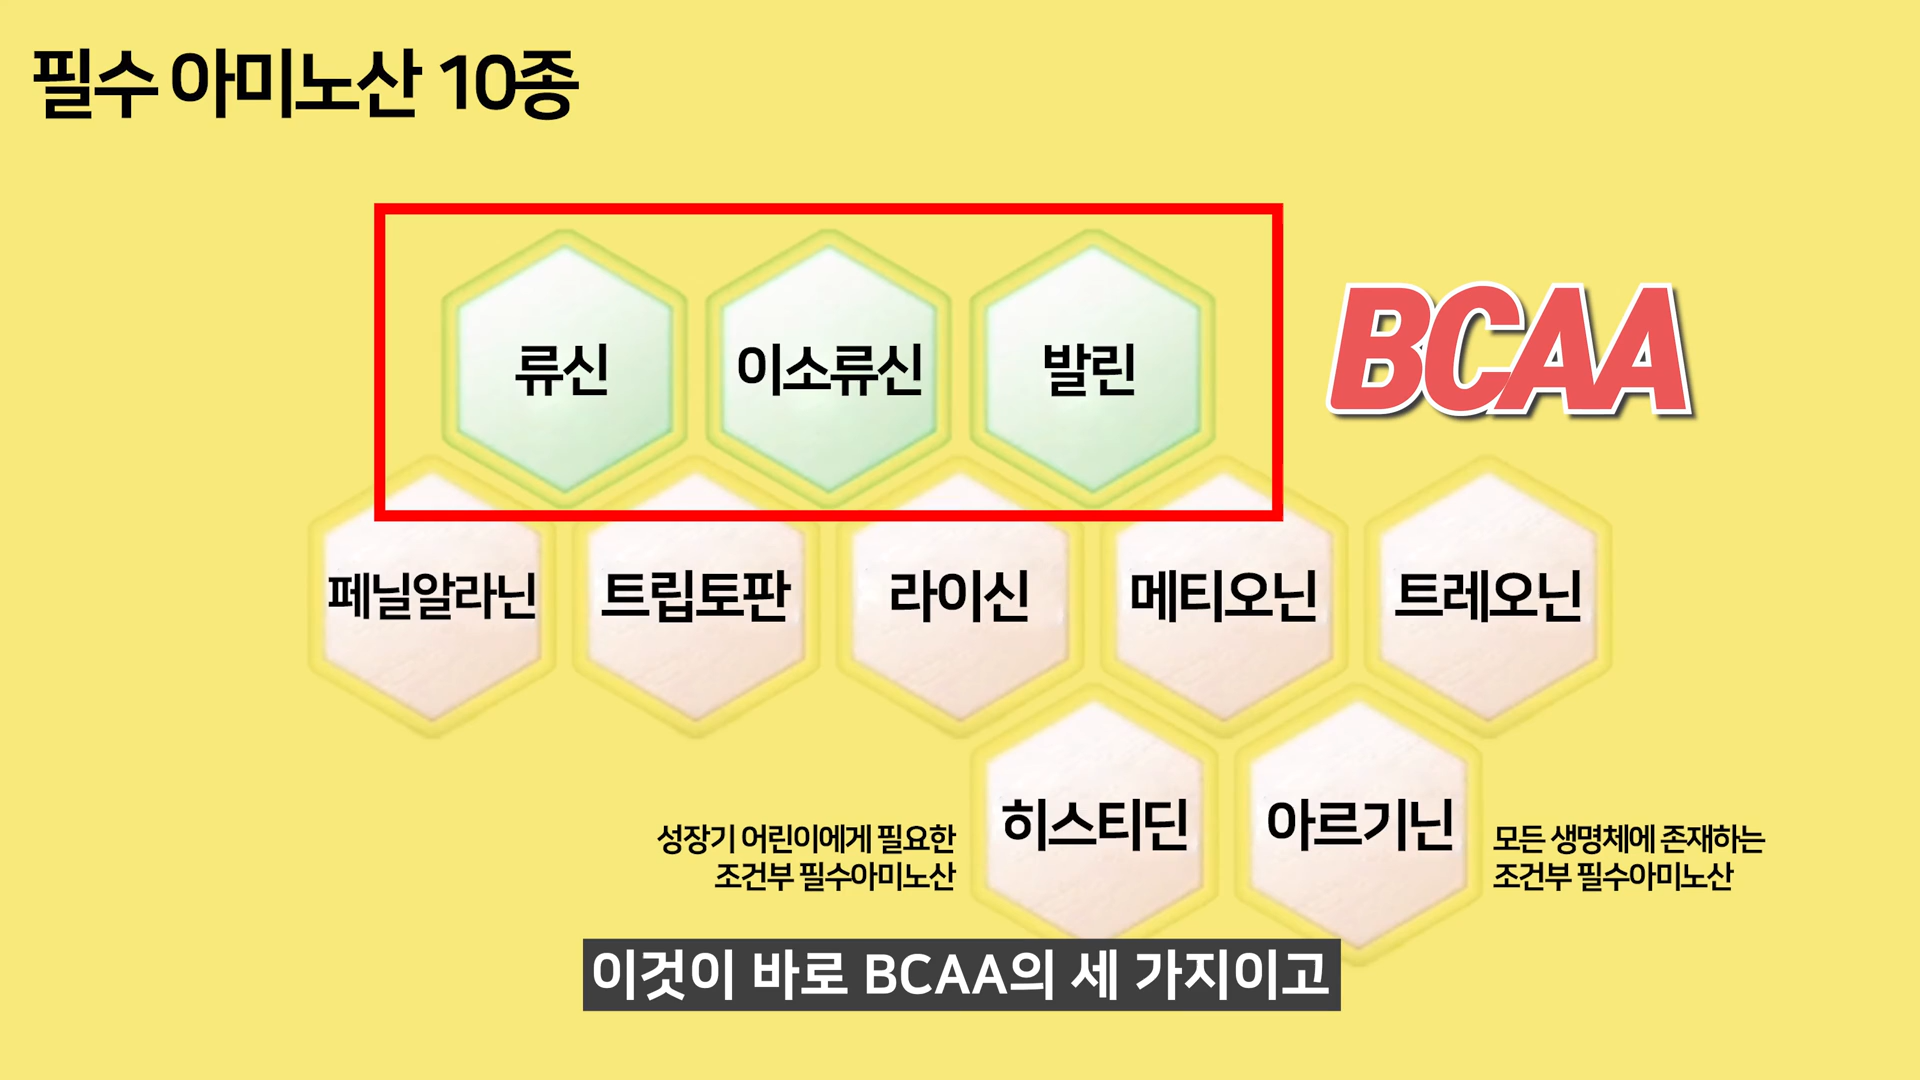 필수 아미노산 10종
류신
이소류신
발린
BCAA
페닐알라닌
트립토판
라이신
메티오닌
트레오닌
성장기 어린이에게 필요한
조건부 필수아미노산
히스티딘
아르기닌
모든 생명체에 존재하는
조건부 필수아미노산
이것이 바로 BCAA의 세 가지이고